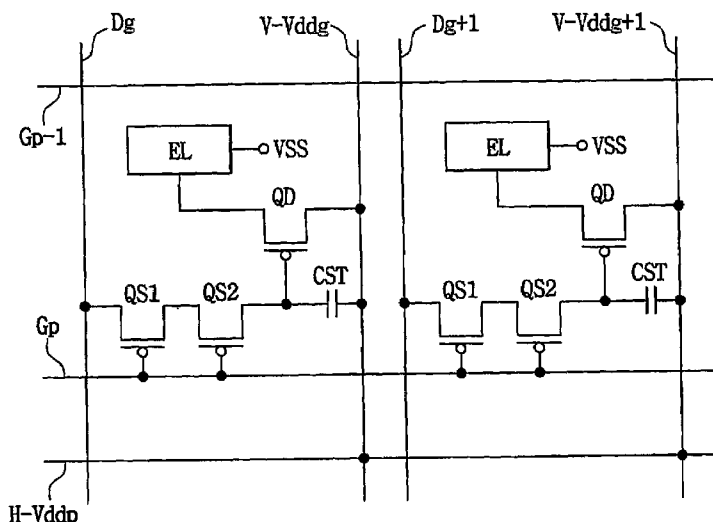 Dg
V-Vddg
Dg+1
V-Vddg+1
Gp-1
EL
VSS
EL
VSS
QD
QD
CST
CST
QS1
QS2
QS1
QS2
Gp
H-Vddp